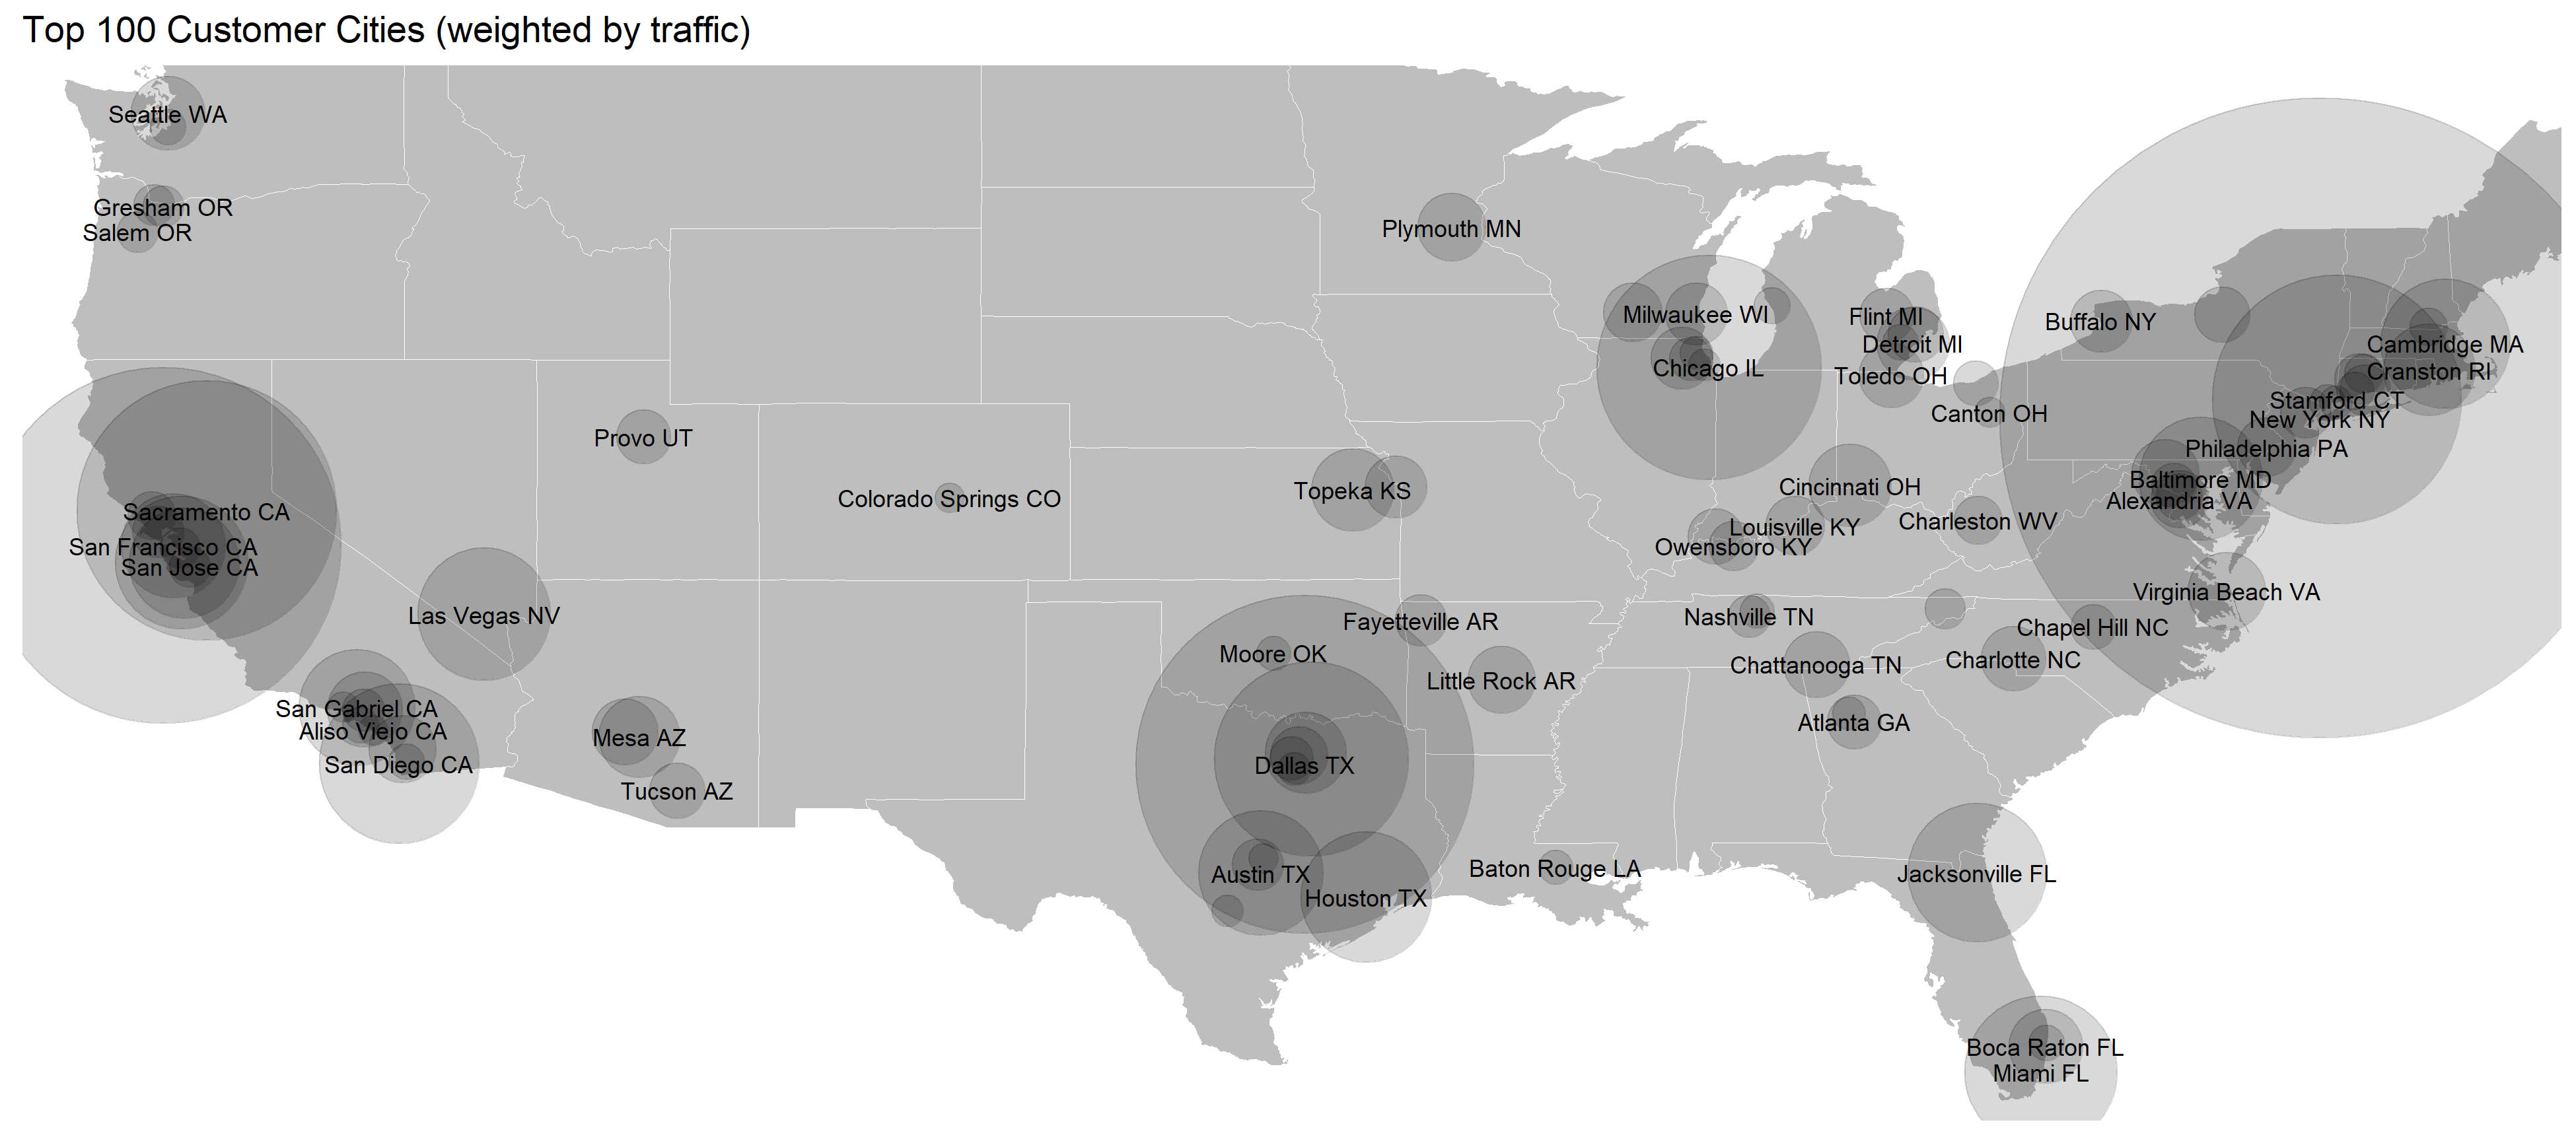 Top 100 Customer Cities (weighted by traffic)
Seattle WA
Gresham OR
Salem OR
Plymouth MN
Milwaukee WI
Flint MI
Buffalo NY
Detroit MI
Cambridge MA
Chicago IL
Toledo OH
Cranston RI
Stamford CT
Canton OH
New York NY
Provo UT
Philadelphia PA
Baltimore MD
Cincinnati OH
Topeka KS
Colorado Springs CO
Alexandria VA
Sacramento CA
Charleston WV
Louisville KY
San Francisco CA
Owensboro KY
San Jose CA
Virginia Beach VA
Las Vegas NV
Nashville TN
Fayetteville AR
Chapel Hill NC
Moore OK
Charlotte NC
Chattanooga TN
Little Rock AR
San Gabriel CA
Atlanta GA
Aliso Viejo CA
Mesa AZ
San Diego CA
Dallas TX
Tucson AZ
Baton Rouge LA
Austin TX
Jacksonville FL
Houston TX
Boca Raton FL
Miami FL